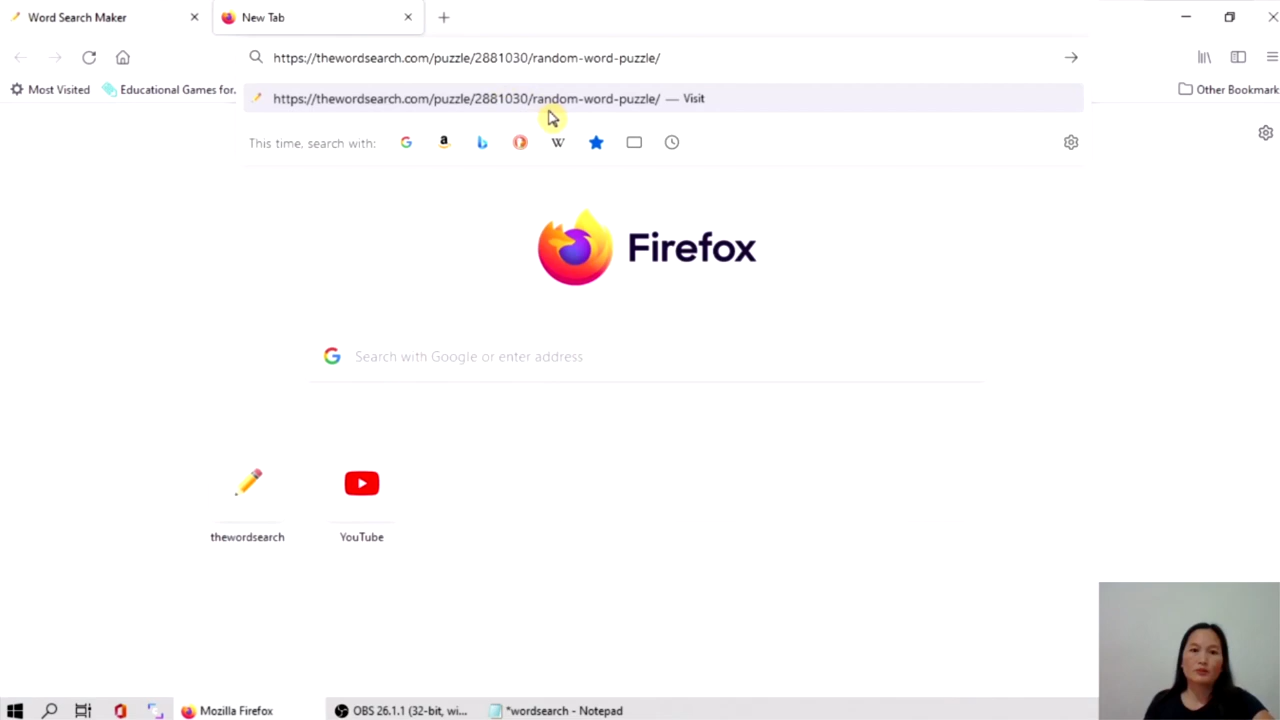 Word Search Maker
New Tab
https://thewordsearch.com/puzzle/2881030/random-word-puzzle/
Most Visited
Educational Games for.
https://thewordsearch.com/puzzle/2881030/random-word-puzzle/ — Visit
Other Bookmark
This time, search with:
Firefox
Search with Google or enter address
thewordsearch
YouTube
Mozilla Firefox
OBS 26.1.1 (32-bit, wi...
*wordsearch - Notepad